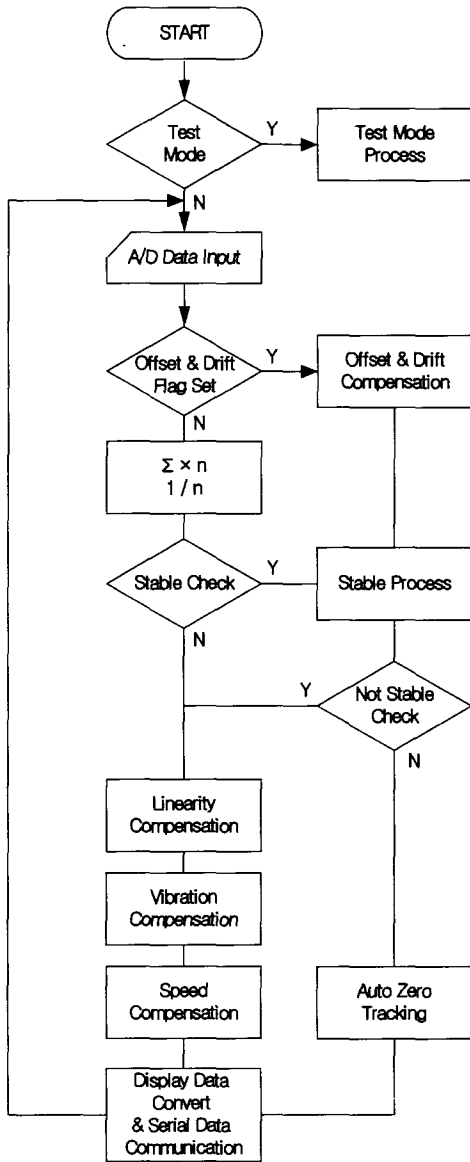 START
Test
Mode
Y
Test Mode
Process
N
A/D Data Input
Offset & Drift
Flag Set
Y
Offset & Drift
Compensation
N
Σ × n
1 / n
Stable Check
Y
Stable Process
N
Y
Not Stable
Check
N
Linearity
Compensation
Vibration
Compensation
Speed
Compensation
Auto Zero
Tracking
Display Data
Convert
& Serial Data
Communication